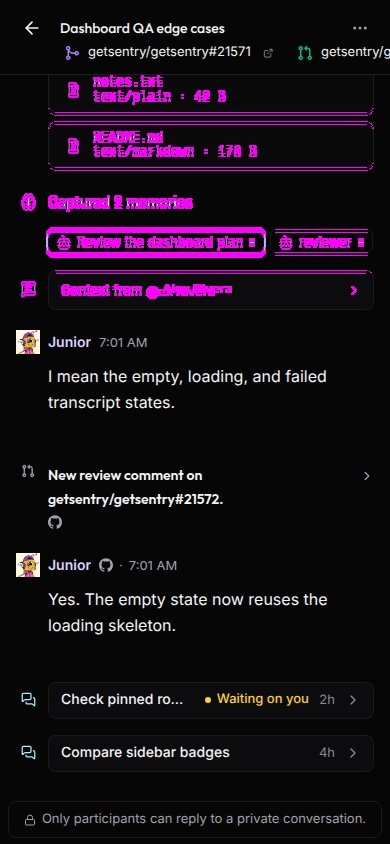 Dashboard QA edge cases
getsentry/getsentry#21571 getsentry/g
notes.txt
text/plain · 42 B
README.md
text/markdown · 178 B
Captured 2 memories
Review the dashboard plan reviewer
Context from
Junior 7:01 AM
I mean the empty, loading, and failed
transcript states.
New review comment on
getsentry/getsentry#21572.
Junior · 7:01 AM
Yes. The empty state now reuses the
loading skeleton.
Check pinned ro... Waiting on you 2h
Compare sidebar badges 4h
Only participants can reply to a private conversation.